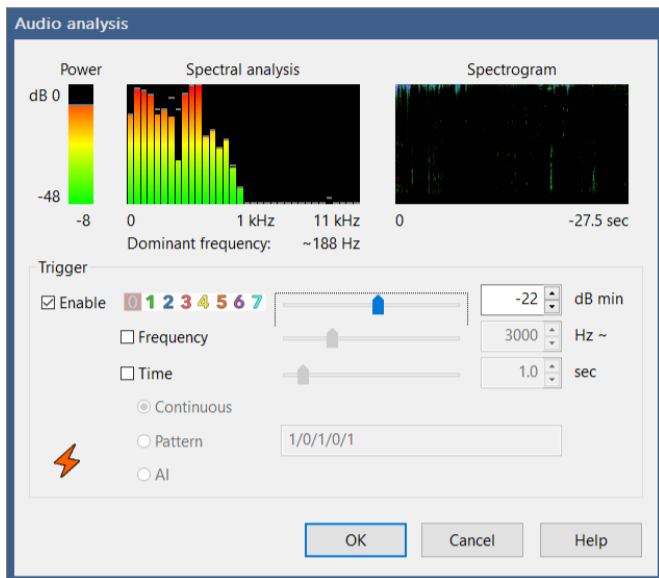 Audio analysis
Power Spectral analysis Spectrogram
dB 0
-48
-8 0 1 kHz 11 kHz 0 -27.5 sec
Dominant frequency: ~188 Hz
Trigger
Enable 0 1 2 3 4 5 6 7 -22 dB min
Frequency 3000 Hz ~
Time 1.0 sec
Continuous
Pattern 1/0/1/0/1
AI
OK Cancel Help